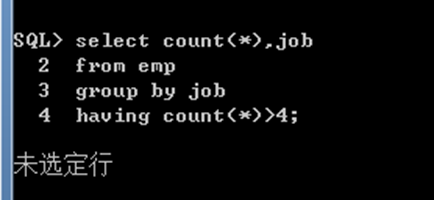 SQL> select count(*),job
2 from emp
3 group by job
4 having count(*)>4;
未选定行